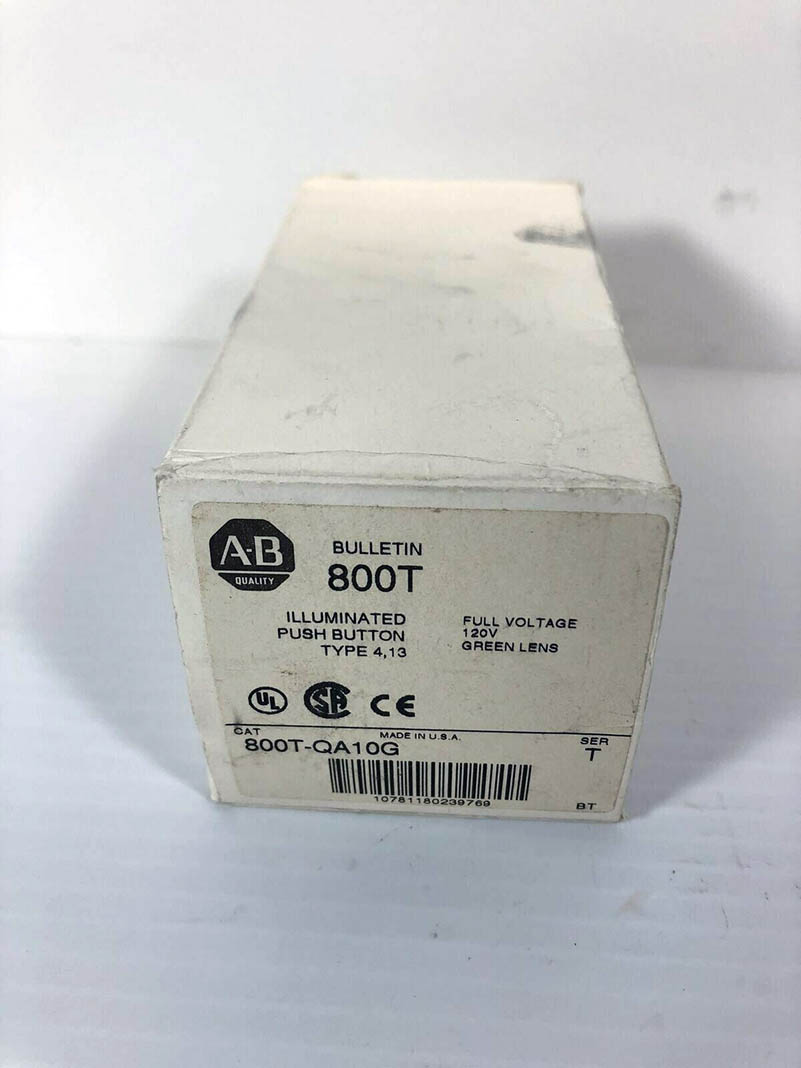 A-B
QUALITY
BULLETIN
800T
ILLUMINATED
PUSH BUTTON
TYPE 4,13
FULL VOLTAGE
120V
GREEN LENS
UL
SA
CE
CAT
800T-QA10G
MADE IN U.S.A.
SER
T
10781180239769
BT